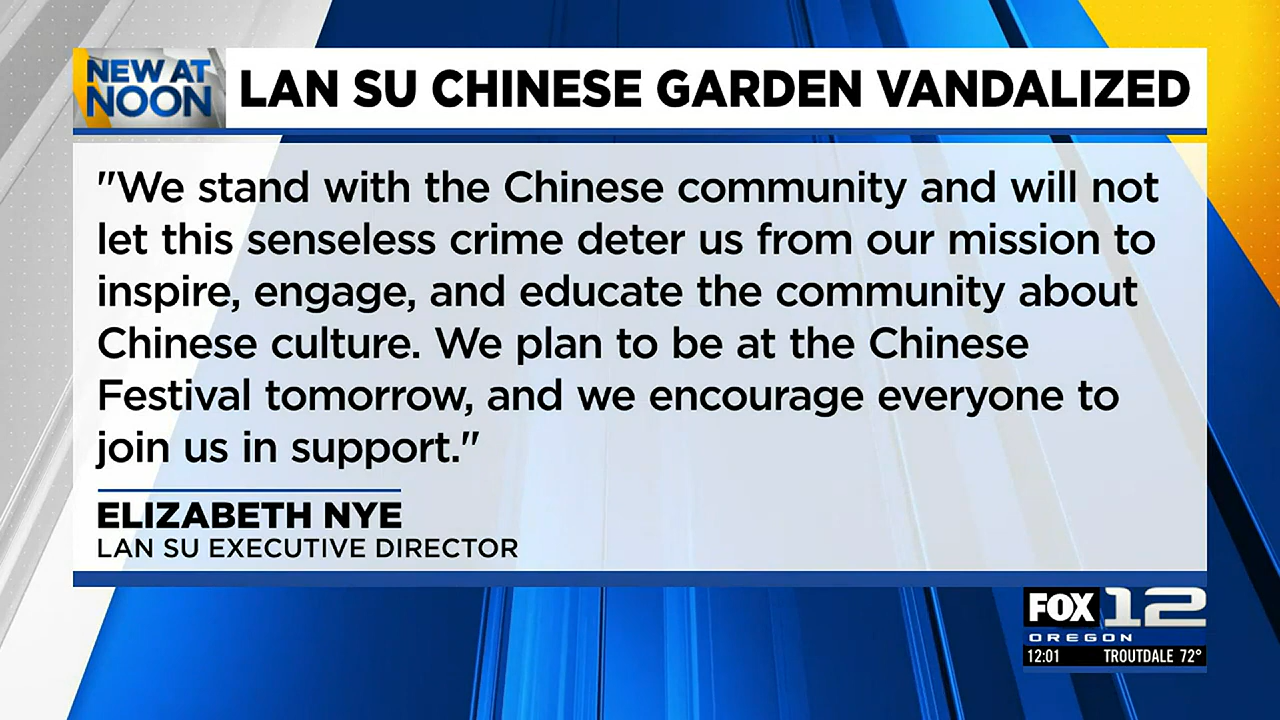 NEW AT
NOON
LAN SU CHINESE GARDEN VANDALIZED
"We stand with the Chinese community and will not
let this senseless crime deter us from our mission to
inspire, engage, and educate the community about
Chinese culture. We plan to be at the Chinese
Festival tomorrow, and we encourage everyone to
join us in support."
ELIZABETH NYE
LAN SU EXECUTIVE DIRECTOR
FOX 12
OREGON
12:01 TROUTDALE 72°